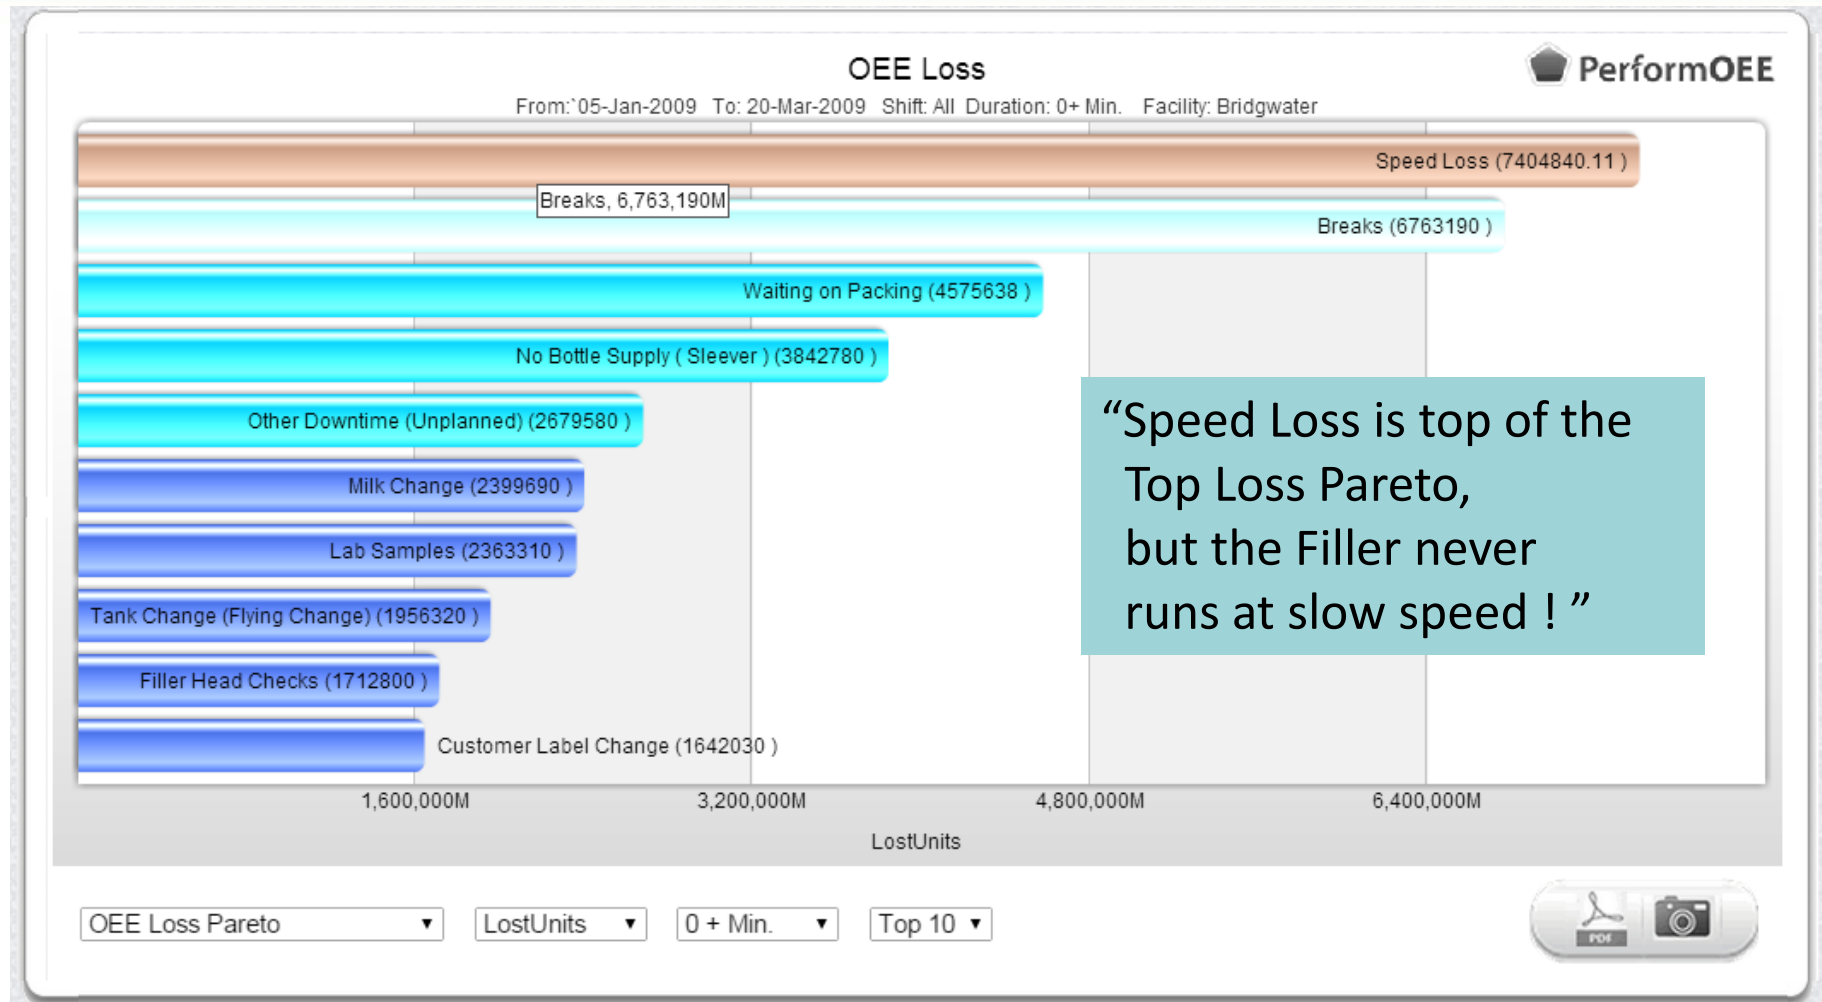 OEE Loss
PerformOEE
From:`05-Jan-2009 To: 20-Mar-2009 Shift: All Duration: 0+ Min. Facility: Bridgwater
Speed Loss (7404840.11 )
Breaks, 6,763,190M
Breaks (6763190 )
Waiting on Packing (4575638 )
No Bottle Supply ( Sleever ) (3842780 )
Other Downtime (Unplanned) (2679580 )
Milk Change (2399690 )
Lab Samples (2363310 )
Tank Change (Flying Change) (1956320 )
Filler Head Checks (1712800 )
Customer Label Change (1642030 )
“Speed Loss is top of the
Top Loss Pareto,
but the Filler never
runs at slow speed ! ”
1,600,000M 3,200,000M 4,800,000M 6,400,000M
LostUnits
OEE Loss Pareto LostUnits 0 + Min. Top 10
PDF